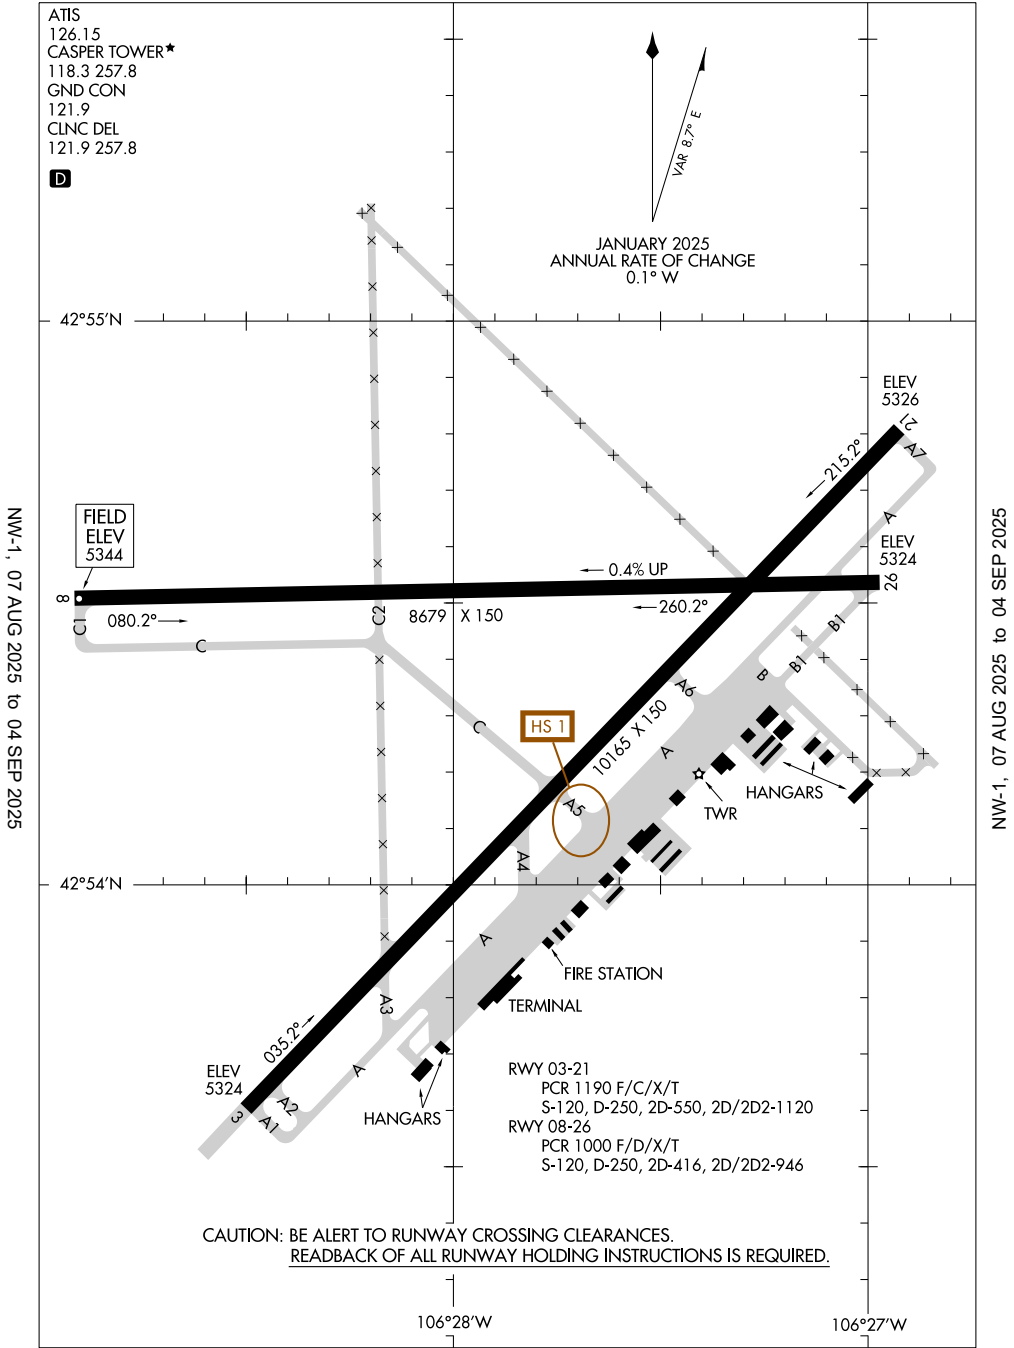 ATIS
126.15
CASPER TOWER★
118.3 257.8
GND CON
121.9
CLNC DEL
121.9 257.8
D
VAR 8.7° E
JANUARY 2025
ANNUAL RATE OF CHANGE
0.1° W
42°55'N
ELEV
5326
21
A7
215.2°
A
FIELD
ELEV
5344
ELEV
5324
0.4% UP
8
26
080.2°
C1
C2
8679 X 150
260.2°
C
B1
B1
B
A6
C
HS 1
10165 X 150
A
A5
TWR
HANGARS
A4
42°54'N
A
FIRE STATION
TERMINAL
A3
035.2°
A
ELEV
5324
3
A2
A1
HANGARS
RWY 03-21
PCR 1190 F/C/X/T
S-120, D-250, 2D-550, 2D/2D2-1120
RWY 08-26
PCR 1000 F/D/X/T
S-120, D-250, 2D-416, 2D/2D2-946
CAUTION: BE ALERT TO RUNWAY CROSSING CLEARANCES.
READBACK OF ALL RUNWAY HOLDING INSTRUCTIONS IS REQUIRED.
106°28'W
106°27'W
NW-1, 07 AUG 2025 to 04 SEP 2025
NW-1, 07 AUG 2025 to 04 SEP 2025